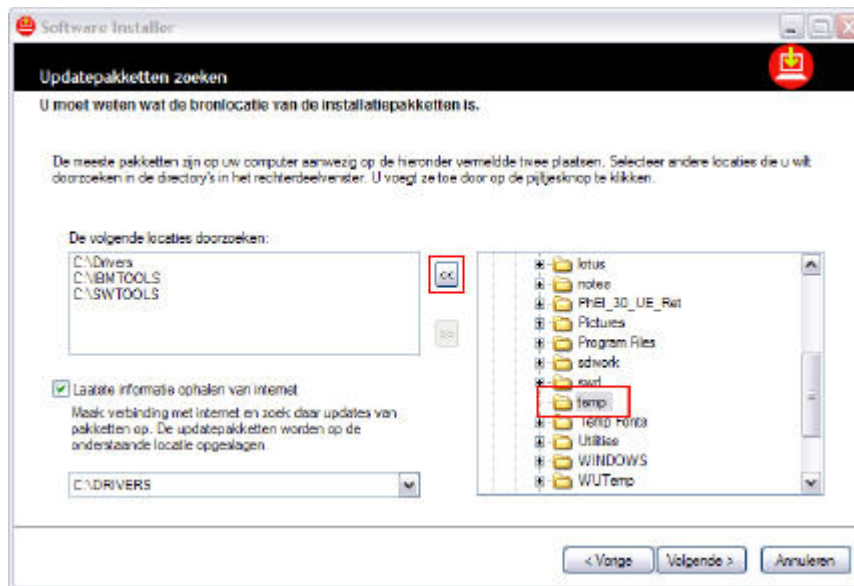 Software Installer
Updatepakketten zoeken
U moet weten wat de bronlocatie van de installatiepakketten is.
De meeste pakketten zijn op uw computer aanwezig op de hieronder vermeldde twee plaatsen. Selecteer andere locaties die u wilt
doorzoeken in de directory's in het rechterdeelvenster. U voegt ze toe door op de pijltjesknop te klikken.
De volgende locaties doorzoeken:
C:\Drivers
C:\IBMTOOLS
C:\SWTOOLS
<<
>>
Laatste informatie ophalen van internet
Maak verbinding met internet en zoek daar updates van
pakketten op. De updatepakketten worden op de
onderstaande locatie opgeslagen.
C:\DRIVERS
lotus
notes
PhEl_30_UE_Ret
Pictures
Program Files
sdwork
swd
temp
Temp Fonts
Utilities
WINDOWS
WUTemp
< Vorige
Volgende >
Annuleren